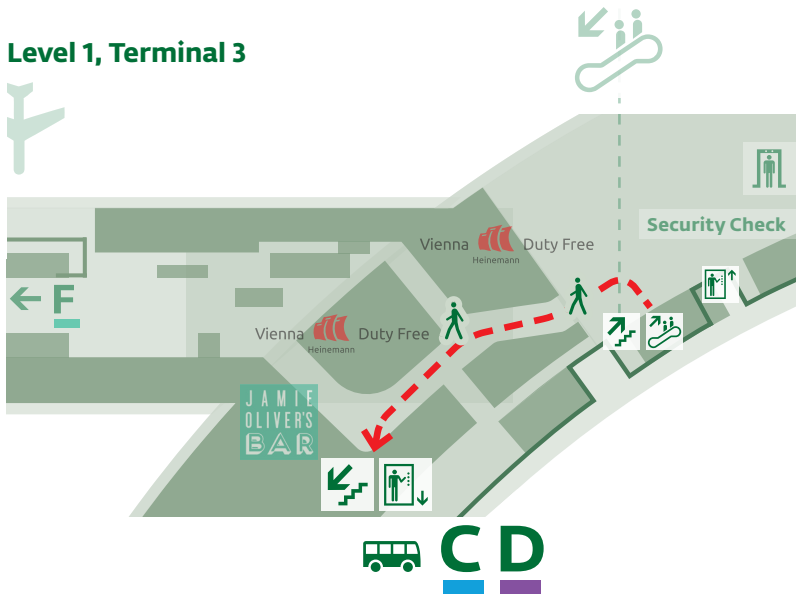 Level 1, Terminal 3
Security Check
Vienna Duty Free
Heinemann
F
Vienna Duty Free
Heinemann
JAMIE
OLIVER'S
BAR
C D